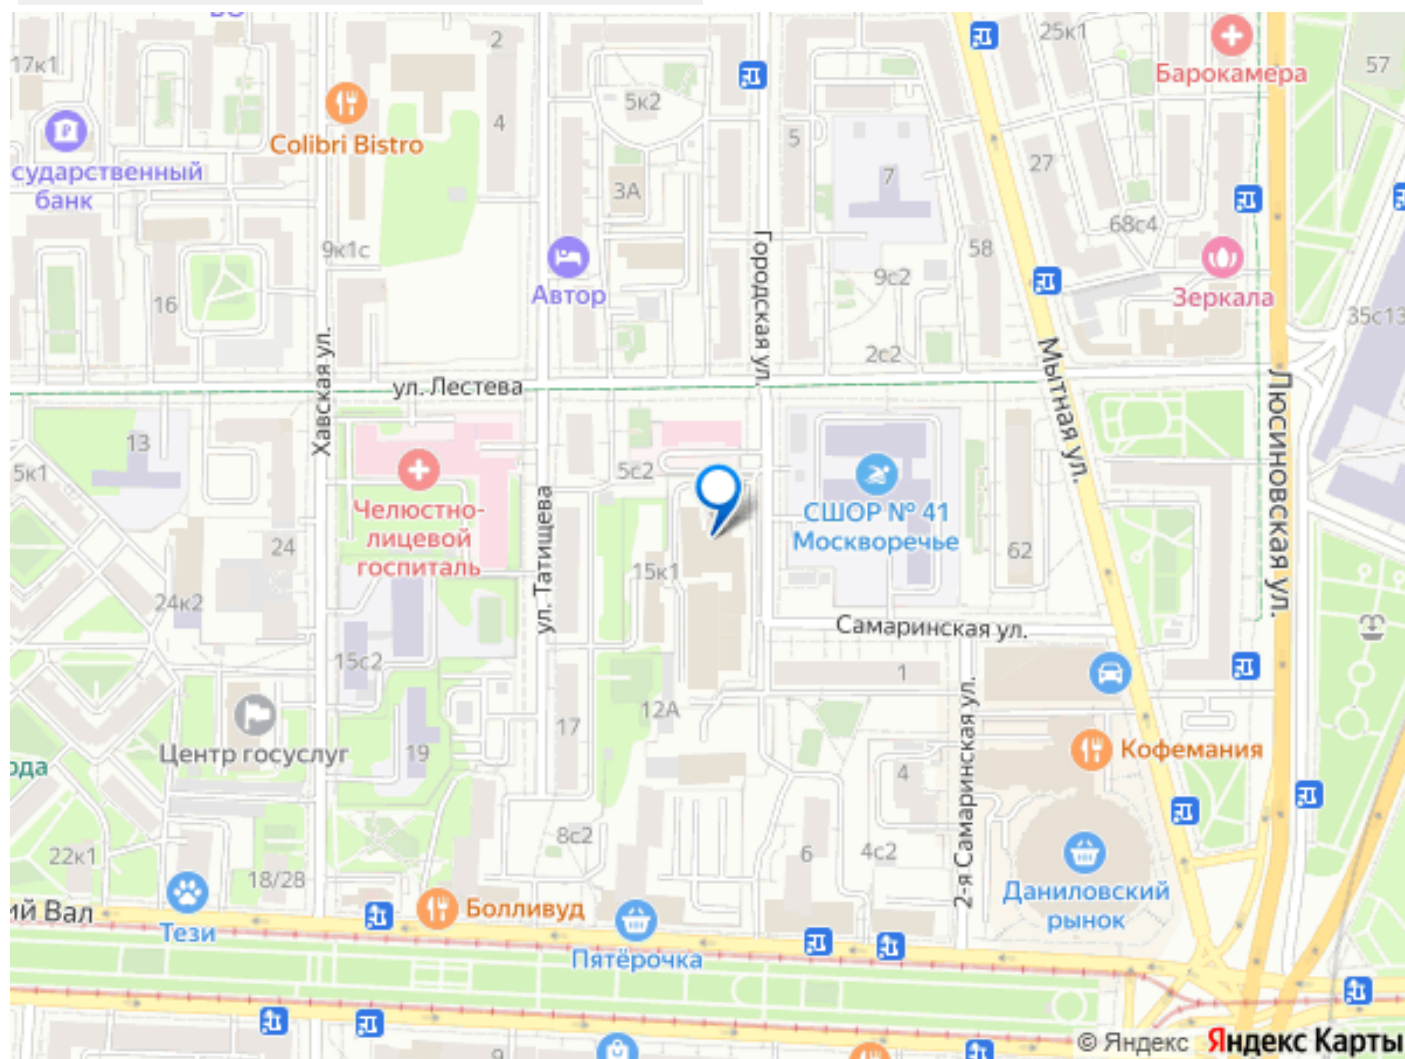 17к1
2
25к1
Барокамера
57
Colibri Bistro
4
5к2
5
сударственный
банк
3А
7
27
68с4
9к1с
16
Автор
Городская ул.
58
9с2
Зеркала
35с13
Хавская ул.
2с2
Мытная ул.
ул. Лестева
Люсиновская ул.
13
5к1
5с2
Челюстно-
лицевой
госпиталь
ул. Татищева
СШОР № 41
Москворечье
24
62
15к1
24к2
Самаринская ул.
15с2
1
12А
17
Центр госуслуг
19
2-я Самаринская ул.
Кофемания
ода
4
8с2
22к1
6
4с2
18/28
Даниловский
рынок
ий Вал
Тези
Болливуд
Пятёрочка
9
© Яндекс Яндекс Карты